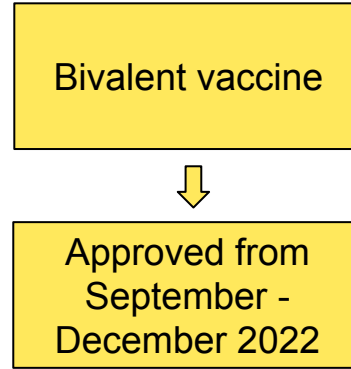 Bivalent vaccine
Approved from
September -
December 2022